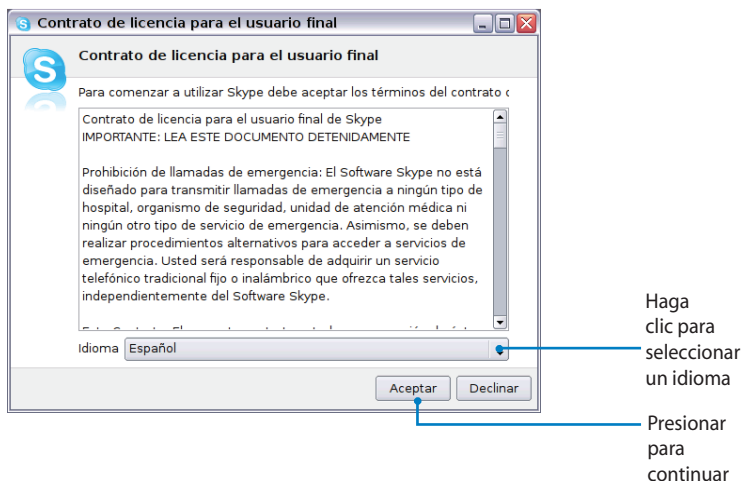 Contrato de licencia para el usuario final
Contrato de licencia para el usuario final
Para comenzar a utilizar Skype debe aceptar los términos del contrato
Contrato de licencia para el usuario final de Skype
IMPORTANTE: LEA ESTE DOCUMENTO DETENIDAMENTE
Prohibición de llamadas de emergencia: El Software Skype no está
diseñado para transmitir llamadas de emergencia a ningún tipo de
hospital, organismo de seguridad, unidad de atención médica ni
ningún otro tipo de servicio de emergencia. Asimismo, se deben
realizar procedimientos alternativos para acceder a servicios de
emergencia. Usted será responsable de adquirir un servicio
telefónico tradicional fijo o inalámbrico que ofrezca tales servicios,
independientemente del Software Skype.
Idioma Español
Aceptar Declinar
Haga
clic para
seleccionar
un idioma
Presionar
para
continuar